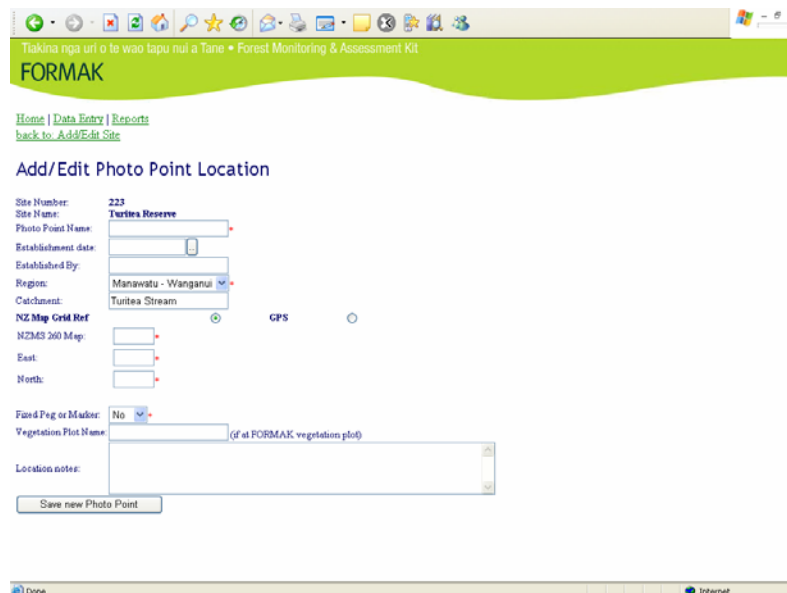 Tiakina nga uri o te wao tapu nui a Tane • Forest Monitoring & Assessment Kit
FORMAK
Home | Data Entry | Reports
back to: Add/Edit Site
Add/Edit Photo Point Location
Site Number: 223
Site Name: Turitea Reserve
Photo Point Name: *
Establishment date: ...
Established By:
Region: Manawatu - Wanganui *
Catchment: Turitea Stream
NZ Map Grid Ref GPS
NZMS 260 Map: *
East: *
North: *
Fixed Peg or Marker: No *
Vegetation Plot Name: (if at FORMAK vegetation plot)
Location notes:
Save new Photo Point
Done Internet